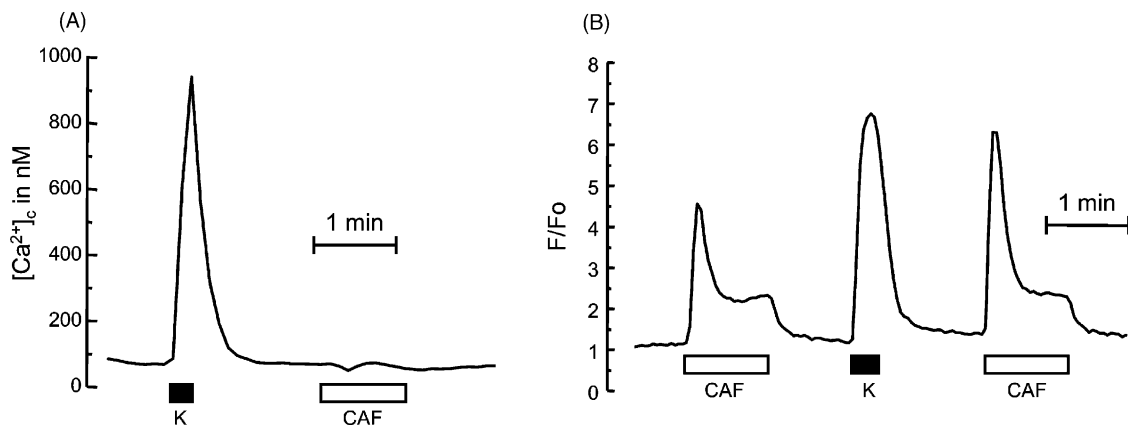 (A)
1000
800
600
400
200
0
[Ca²⁺]c in nM
1 min
K
CAF
(B)
8
7
6
5
4
3
2
1
0
F/Fo
1 min
CAF
K
CAF